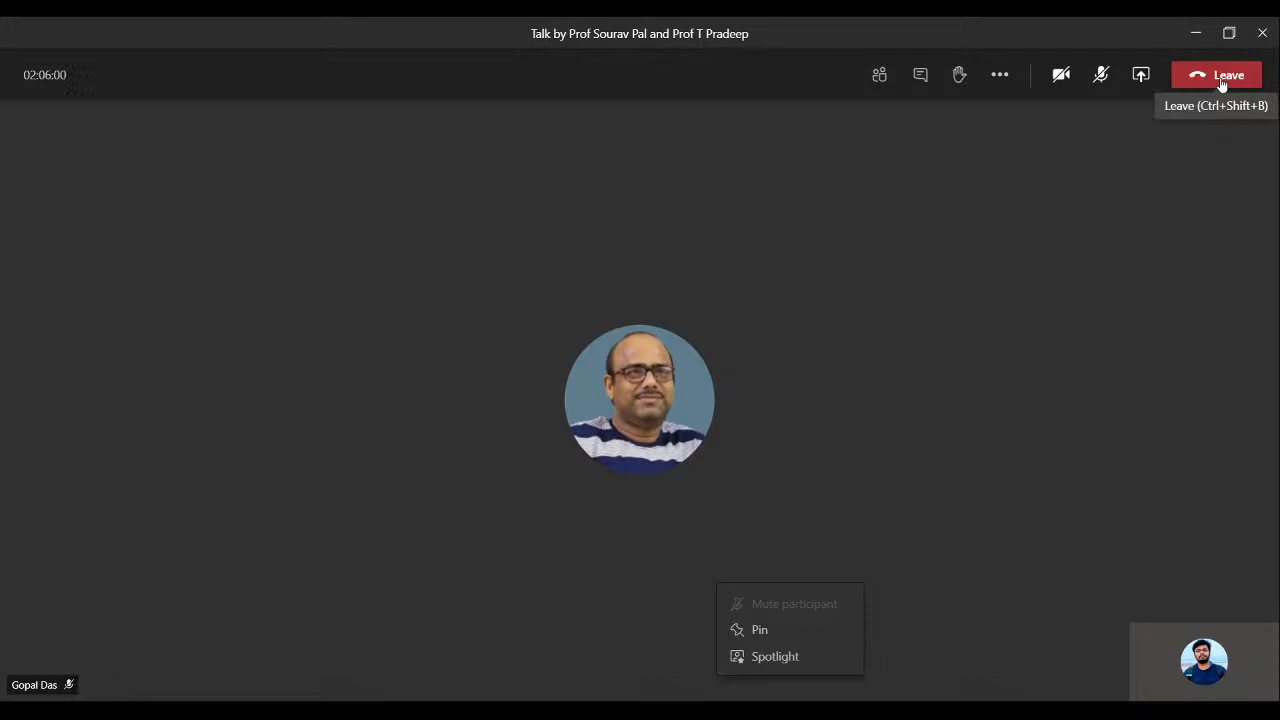 Talk by Prof Sourav Pal and Prof T Pradeep
02:06:00
Leave
Leave (Ctrl+Shift+B)
Mute participant
Pin
Spotlight
Gopal Das